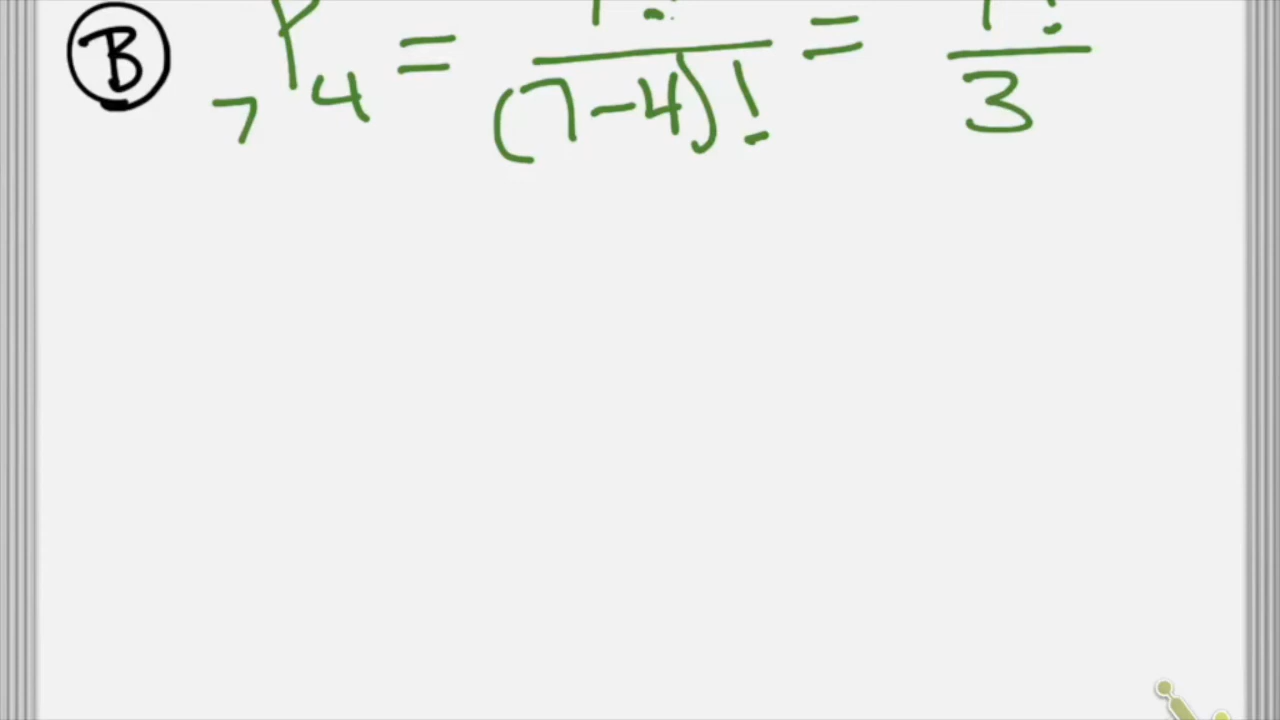 B ₇P₄ = 7!/(7-4)! = 7!/3